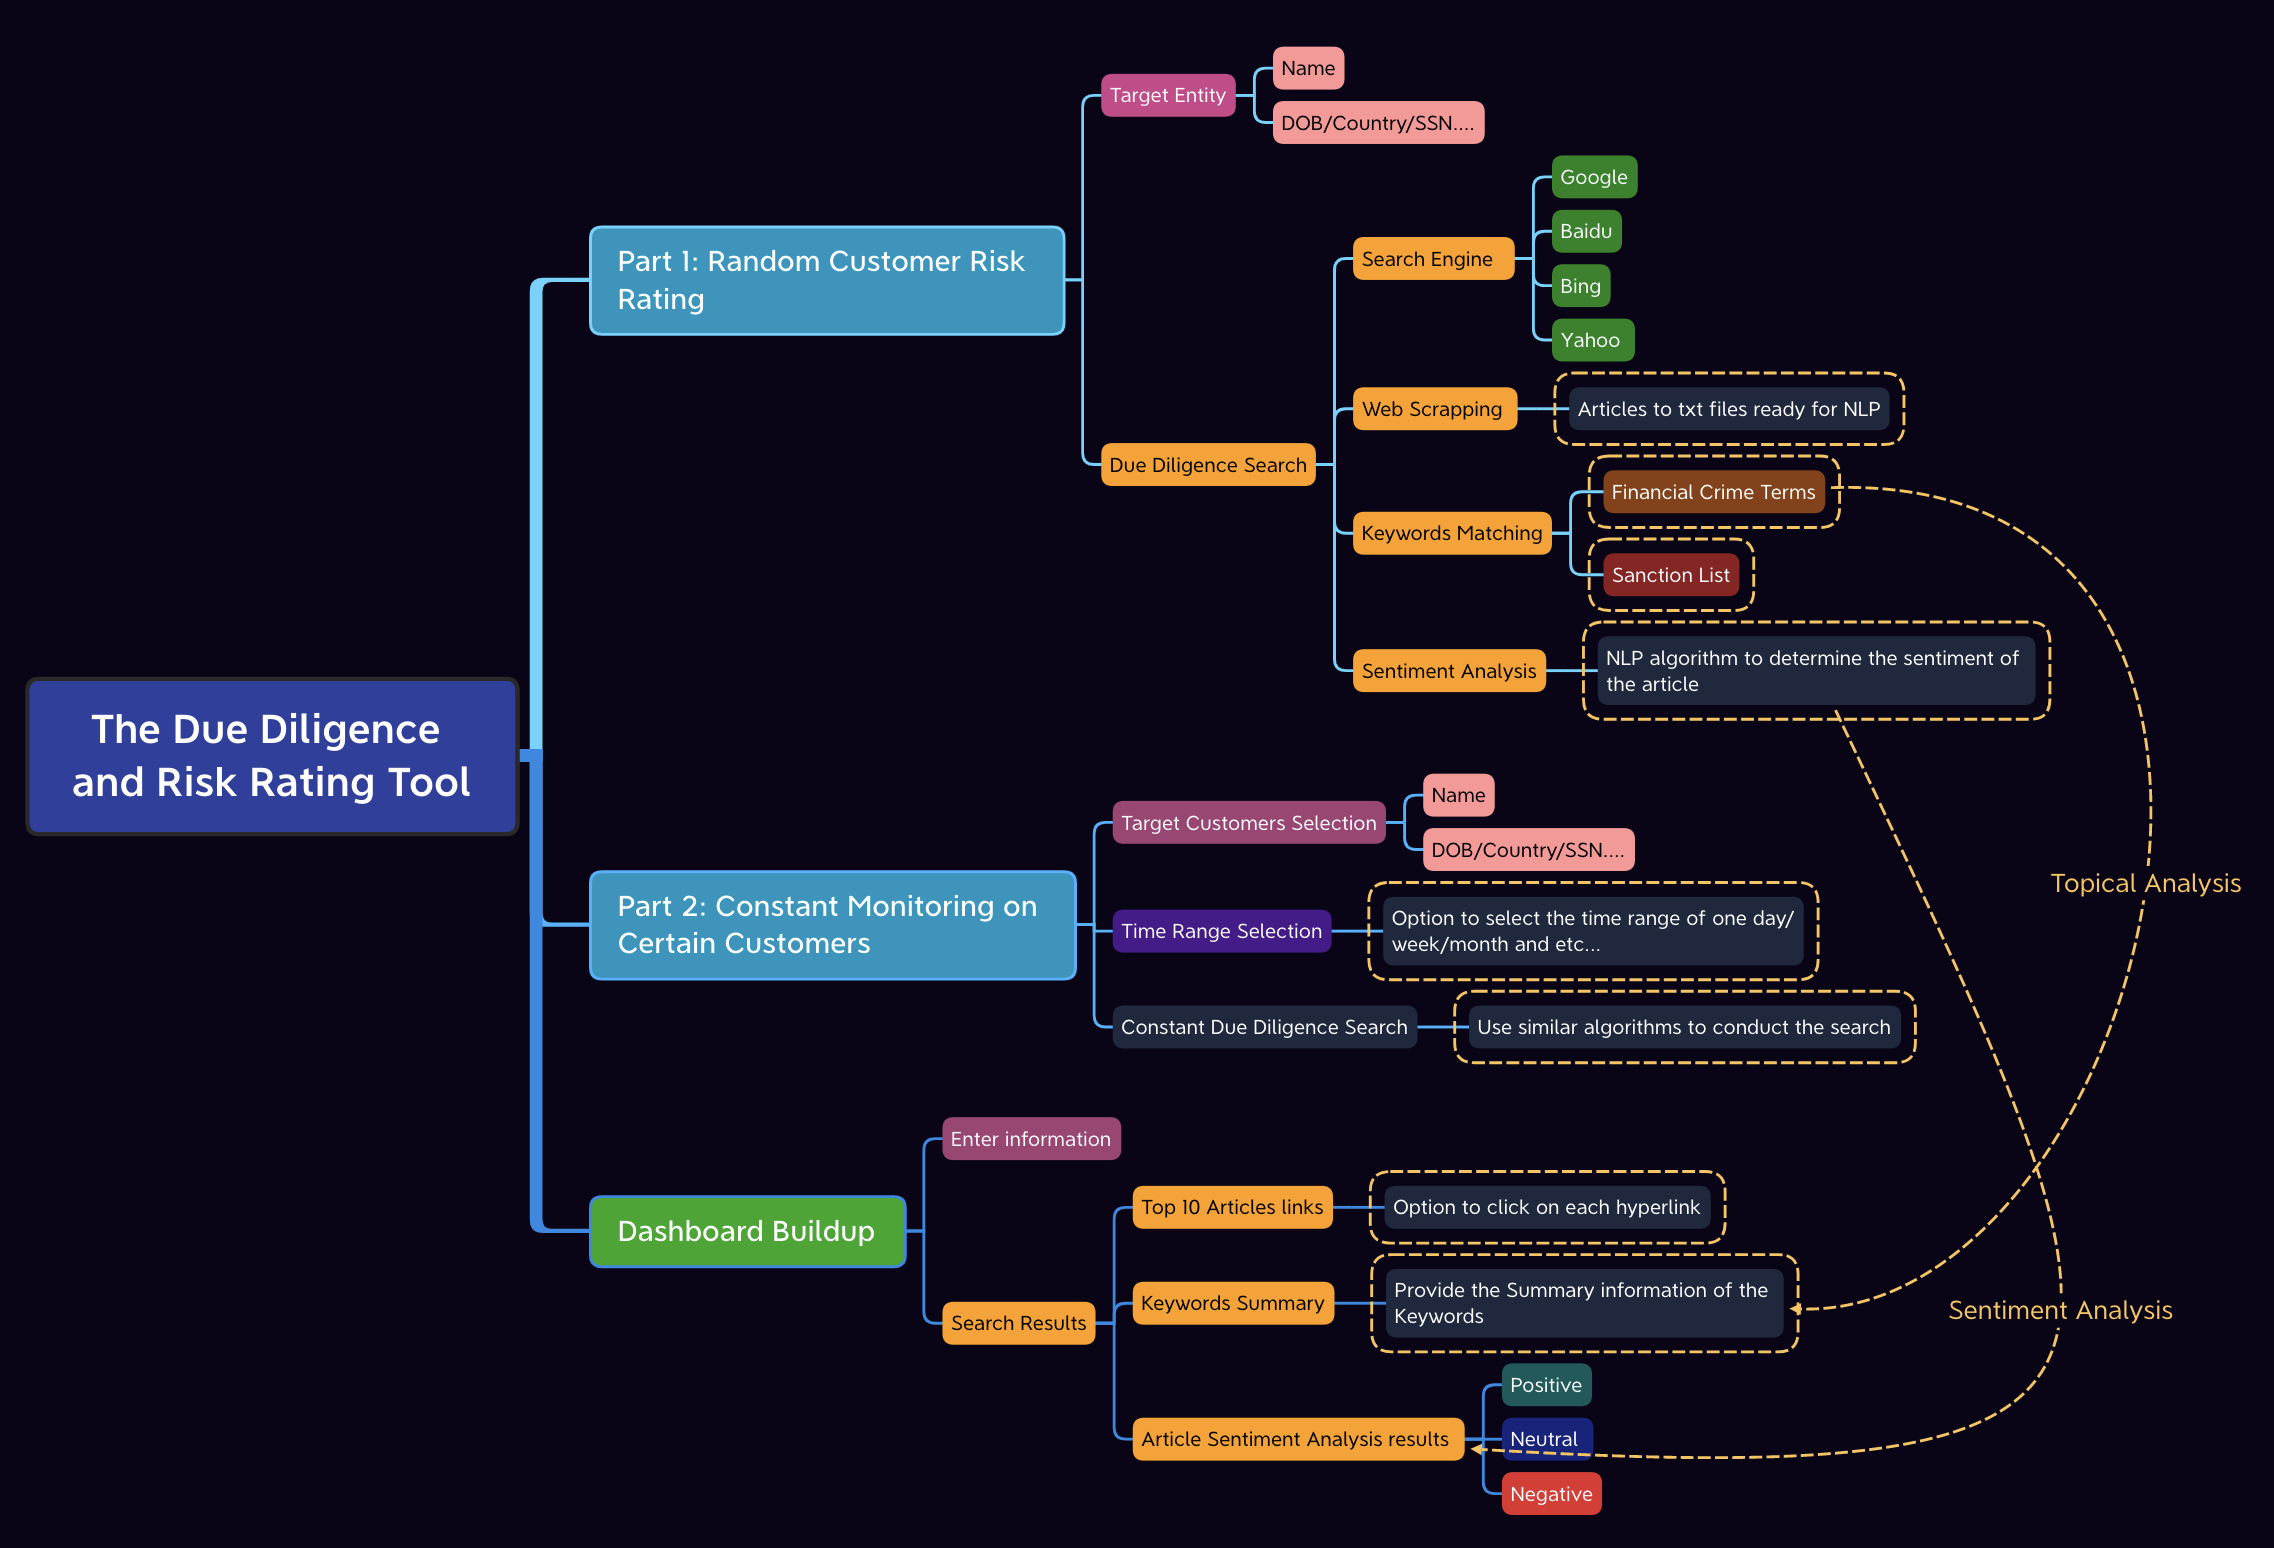 The Due Diligence
and Risk Rating Tool
Part 1: Random Customer Risk
Rating
Target Entity
Name
DOB/Country/SSN....
Due Diligence Search
Search Engine
Google
Baidu
Bing
Yahoo
Web Scrapping
Articles to txt files ready for NLP
Keywords Matching
Financial Crime Terms
Sanction List
Sentiment Analysis
NLP algorithm to determine the sentiment of
the article
Part 2: Constant Monitoring on
Certain Customers
Target Customers Selection
Name
DOB/Country/SSN....
Time Range Selection
Option to select the time range of one day/
week/month and etc...
Constant Due Diligence Search
Use similar algorithms to conduct the search
Dashboard Buildup
Enter information
Search Results
Top 10 Articles links
Option to click on each hyperlink
Keywords Summary
Provide the Summary information of the
Keywords
Article Sentiment Analysis results
Positive
Neutral
Negative
Topical Analysis
Sentiment Analysis